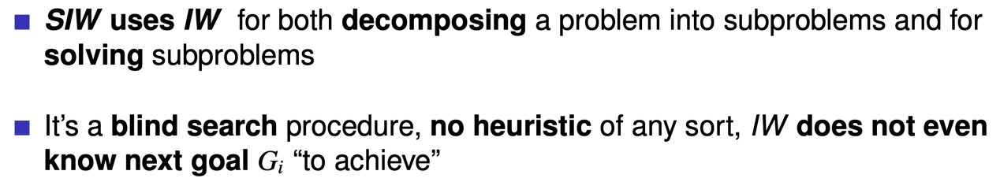 ■ SIW uses IW for both decomposing a problem into subproblems and for
solving subproblems
■ It's a blind search procedure, no heuristic of any sort, IW does not even
know next goal Gᵢ “to achieve”